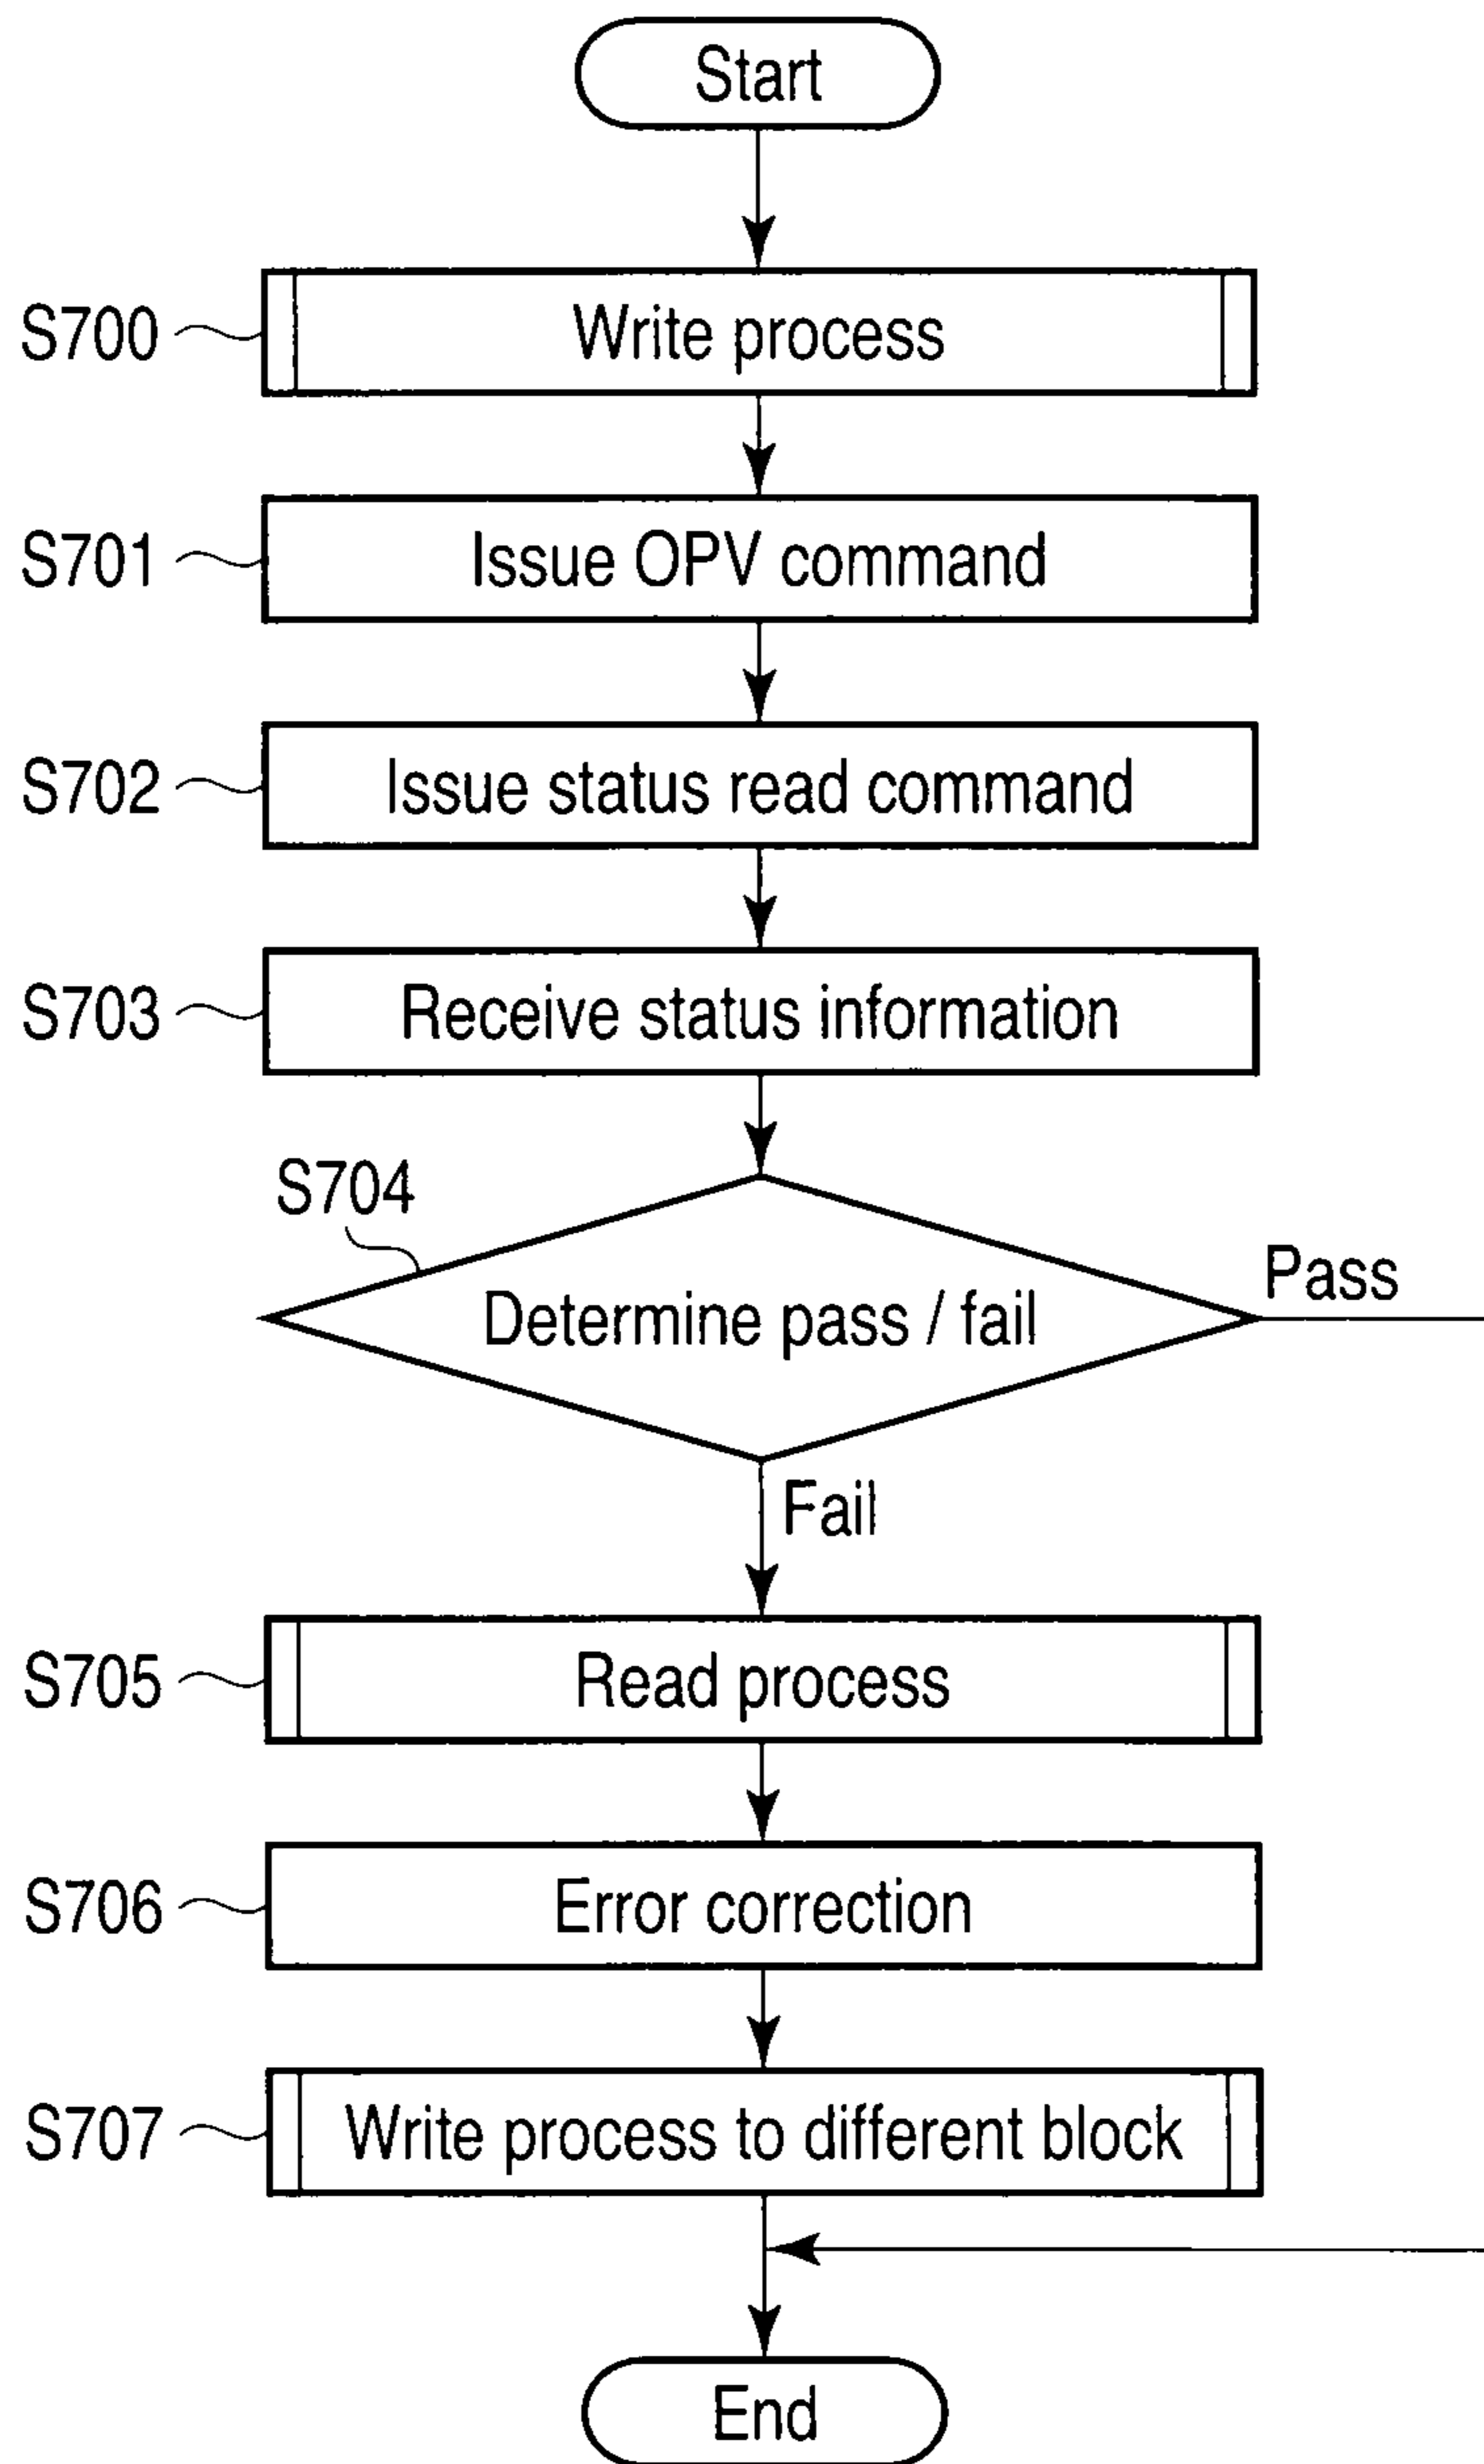 Start
S700
Write process
S701
Issue OPV command
S702
Issue status read command
S703
Receive status information
S704
Determine pass / fail
Pass
Fail
S705
Read process
S706
Error correction
S707
Write process to different block
End